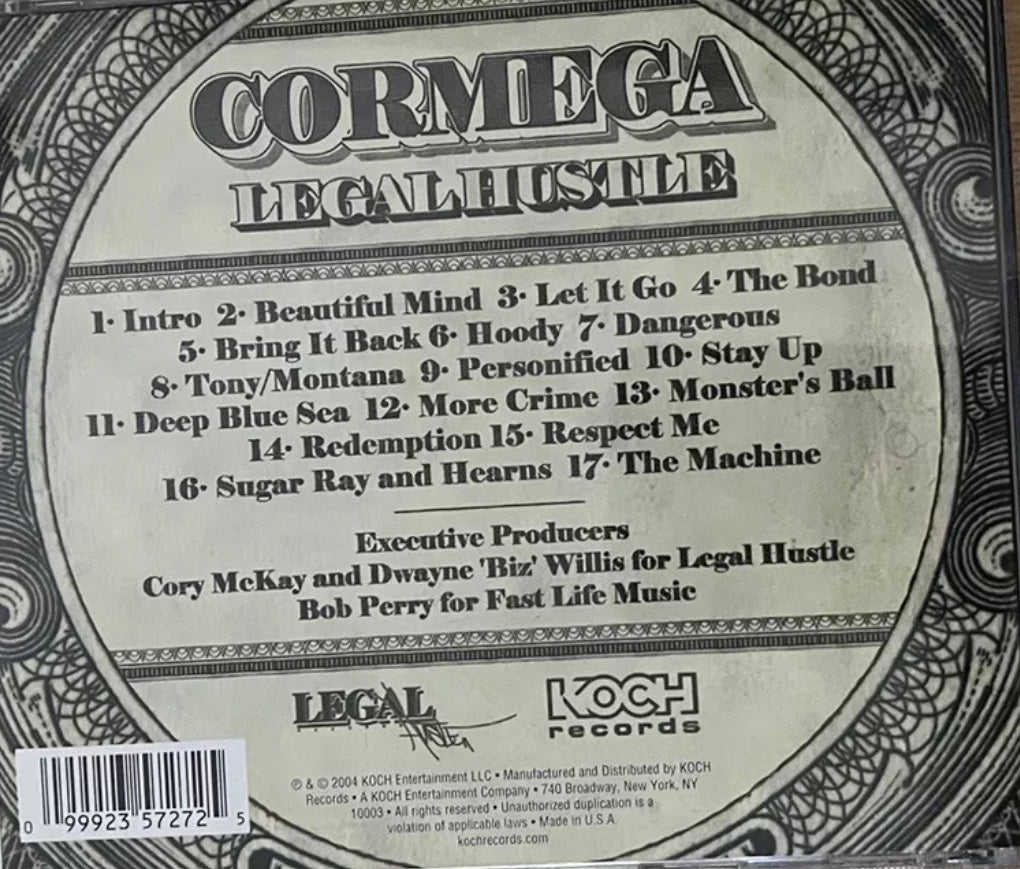 CORMEGA
LEGAL HUSTLE
1· Intro 2· Beautiful Mind 3· Let It Go 4· The Bond
5· Bring It Back 6· Hoody 7· Dangerous
8· Tony/Montana 9· Personified 10· Stay Up
11· Deep Blue Sea 12· More Crime 13· Monster's Ball
14· Redemption 15· Respect Me
16· Sugar Ray and Hearns 17· The Machine
Executive Producers
Cory McKay and Dwayne 'Biz' Willis for Legal Hustle
Bob Perry for Fast Life Music
LEGAL
HUSTLE
KOCH
records
℗ & © 2004 KOCH Entertainment LLC • Manufactured and Distributed by KOCH
Records • A KOCH Entertainment Company • 740 Broadway, New York, NY
10003 • All rights reserved • Unauthorized duplication is a
violation of applicable laws • Made in U.S.A.
kochrecords.com
0 99923 57272 5